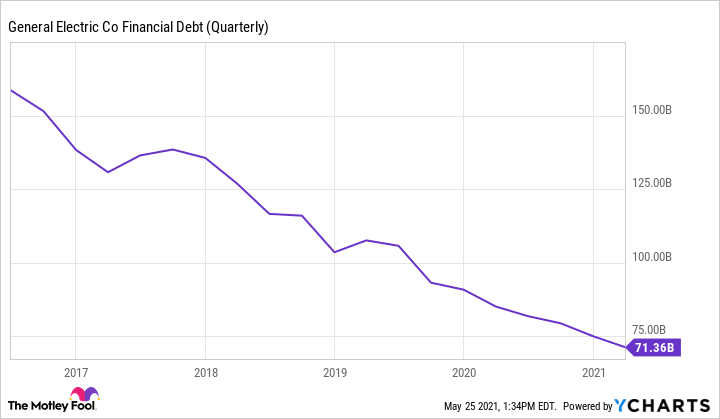 General Electric Co Financial Debt (Quarterly)
150.00B
125.00B
100.00B
75.00B
71.36B
2017 2018 2019 2020 2021
The Motley Fool. May 25 2021, 1:34PM EDT. Powered by YCHARTS